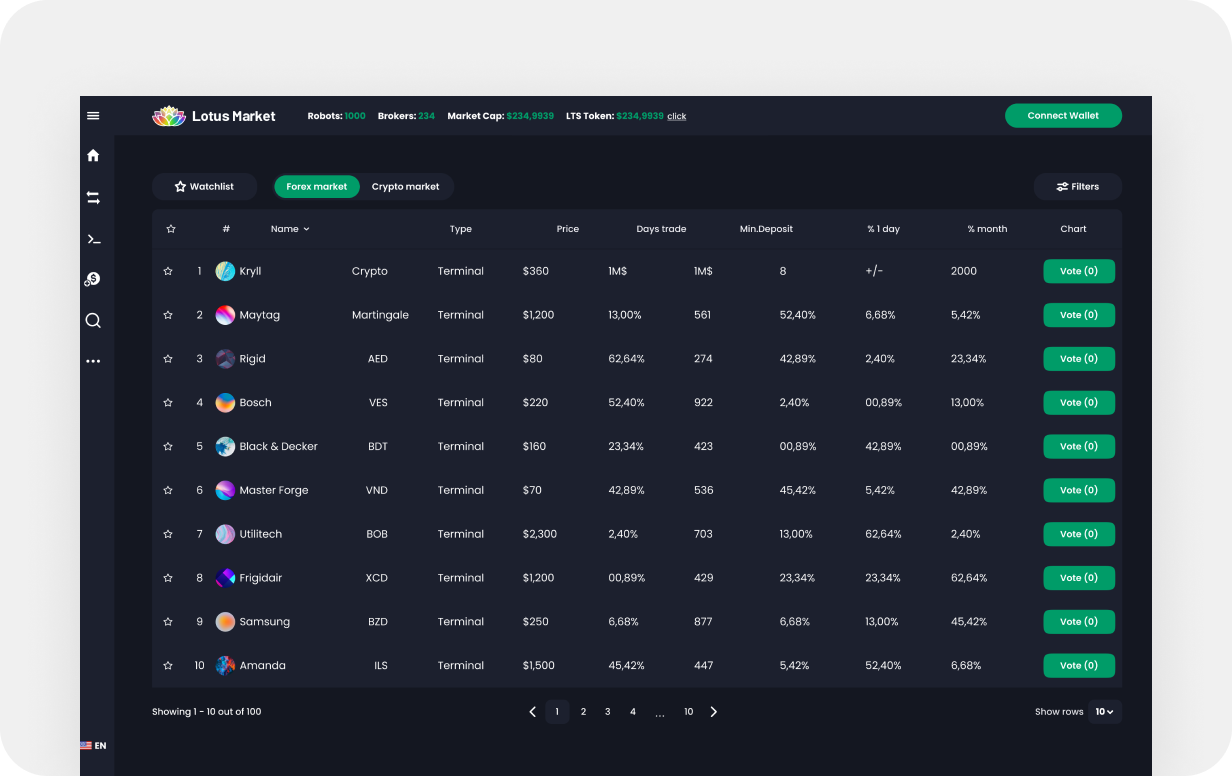 Lotus Market Robots: 1000 Brokers: 234 Market Cap: $234,9939 LTS Token: $234,9939 click Connect Wallet
Watchlist Forex market Crypto market Filters
# Name Type Price Days trade Min.Deposit % 1 day % month Chart
1 Kryll Crypto Terminal $360 1M$ 1M$ 8 +/- 2000 Vote (0)
2 Maytag Martingale Terminal $1,200 13,00% 561 52,40% 6,68% 5,42% Vote (0)
3 Rigid AED Terminal $80 62,64% 274 42,89% 2,40% 23,34% Vote (0)
4 Bosch VES Terminal $220 52,40% 922 2,40% 00,89% 13,00% Vote (0)
5 Black & Decker BDT Terminal $160 23,34% 423 00,89% 42,89% 00,89% Vote (0)
6 Master Forge VND Terminal $70 42,89% 536 45,42% 5,42% 42,89% Vote (0)
7 Utilitech BOB Terminal $2,300 2,40% 703 13,00% 62,64% 2,40% Vote (0)
8 Frigidair XCD Terminal $1,200 00,89% 429 23,34% 23,34% 62,64% Vote (0)
9 Samsung BZD Terminal $250 6,68% 877 6,68% 13,00% 45,42% Vote (0)
10 Amanda ILS Terminal $1,500 45,42% 447 5,42% 52,40% 6,68% Vote (0)
Showing 1 - 10 out of 100 1 2 3 4 ... 10 Show rows 10
EN